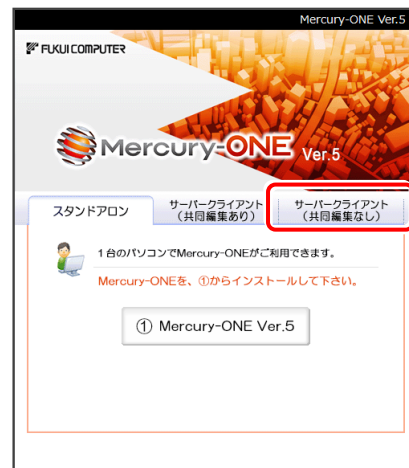 Mercury-ONE Ver.5
FUKUI COMPUTER
Mercury-ONE Ver.5
スタンドアロン
サーバークライアント
(共同編集あり)
サーバークライアント
(共同編集なし)
1台のパソコンでMercury-ONEがご利用できます。
Mercury-ONEを、①からインストールして下さい。
① Mercury-ONE Ver.5